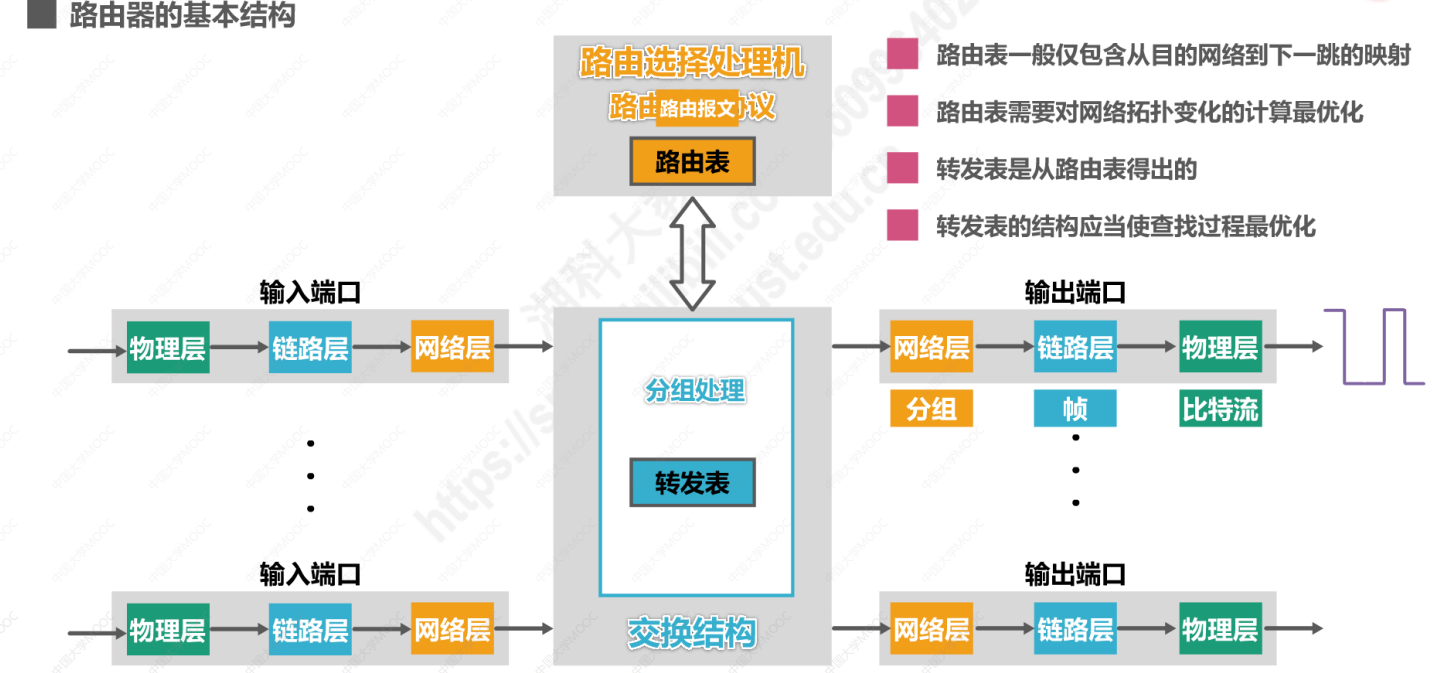 路由器的基本结构
路由选择处理机
路由
路由报文
议
路由表
路由表一般仅包含从目的网络到下一跳的映射
路由表需要对网络拓扑变化的计算最优化
转发表是从路由表得出的
转发表的结构应当使查找过程最优化
输入端口
物理层 链路层 网络层
分组处理
转发表
交换结构
输出端口
网络层 链路层 物理层
分组 帧 比特流
输入端口
物理层 链路层 网络层
输出端口
网络层 链路层 物理层
中国大学MOOC